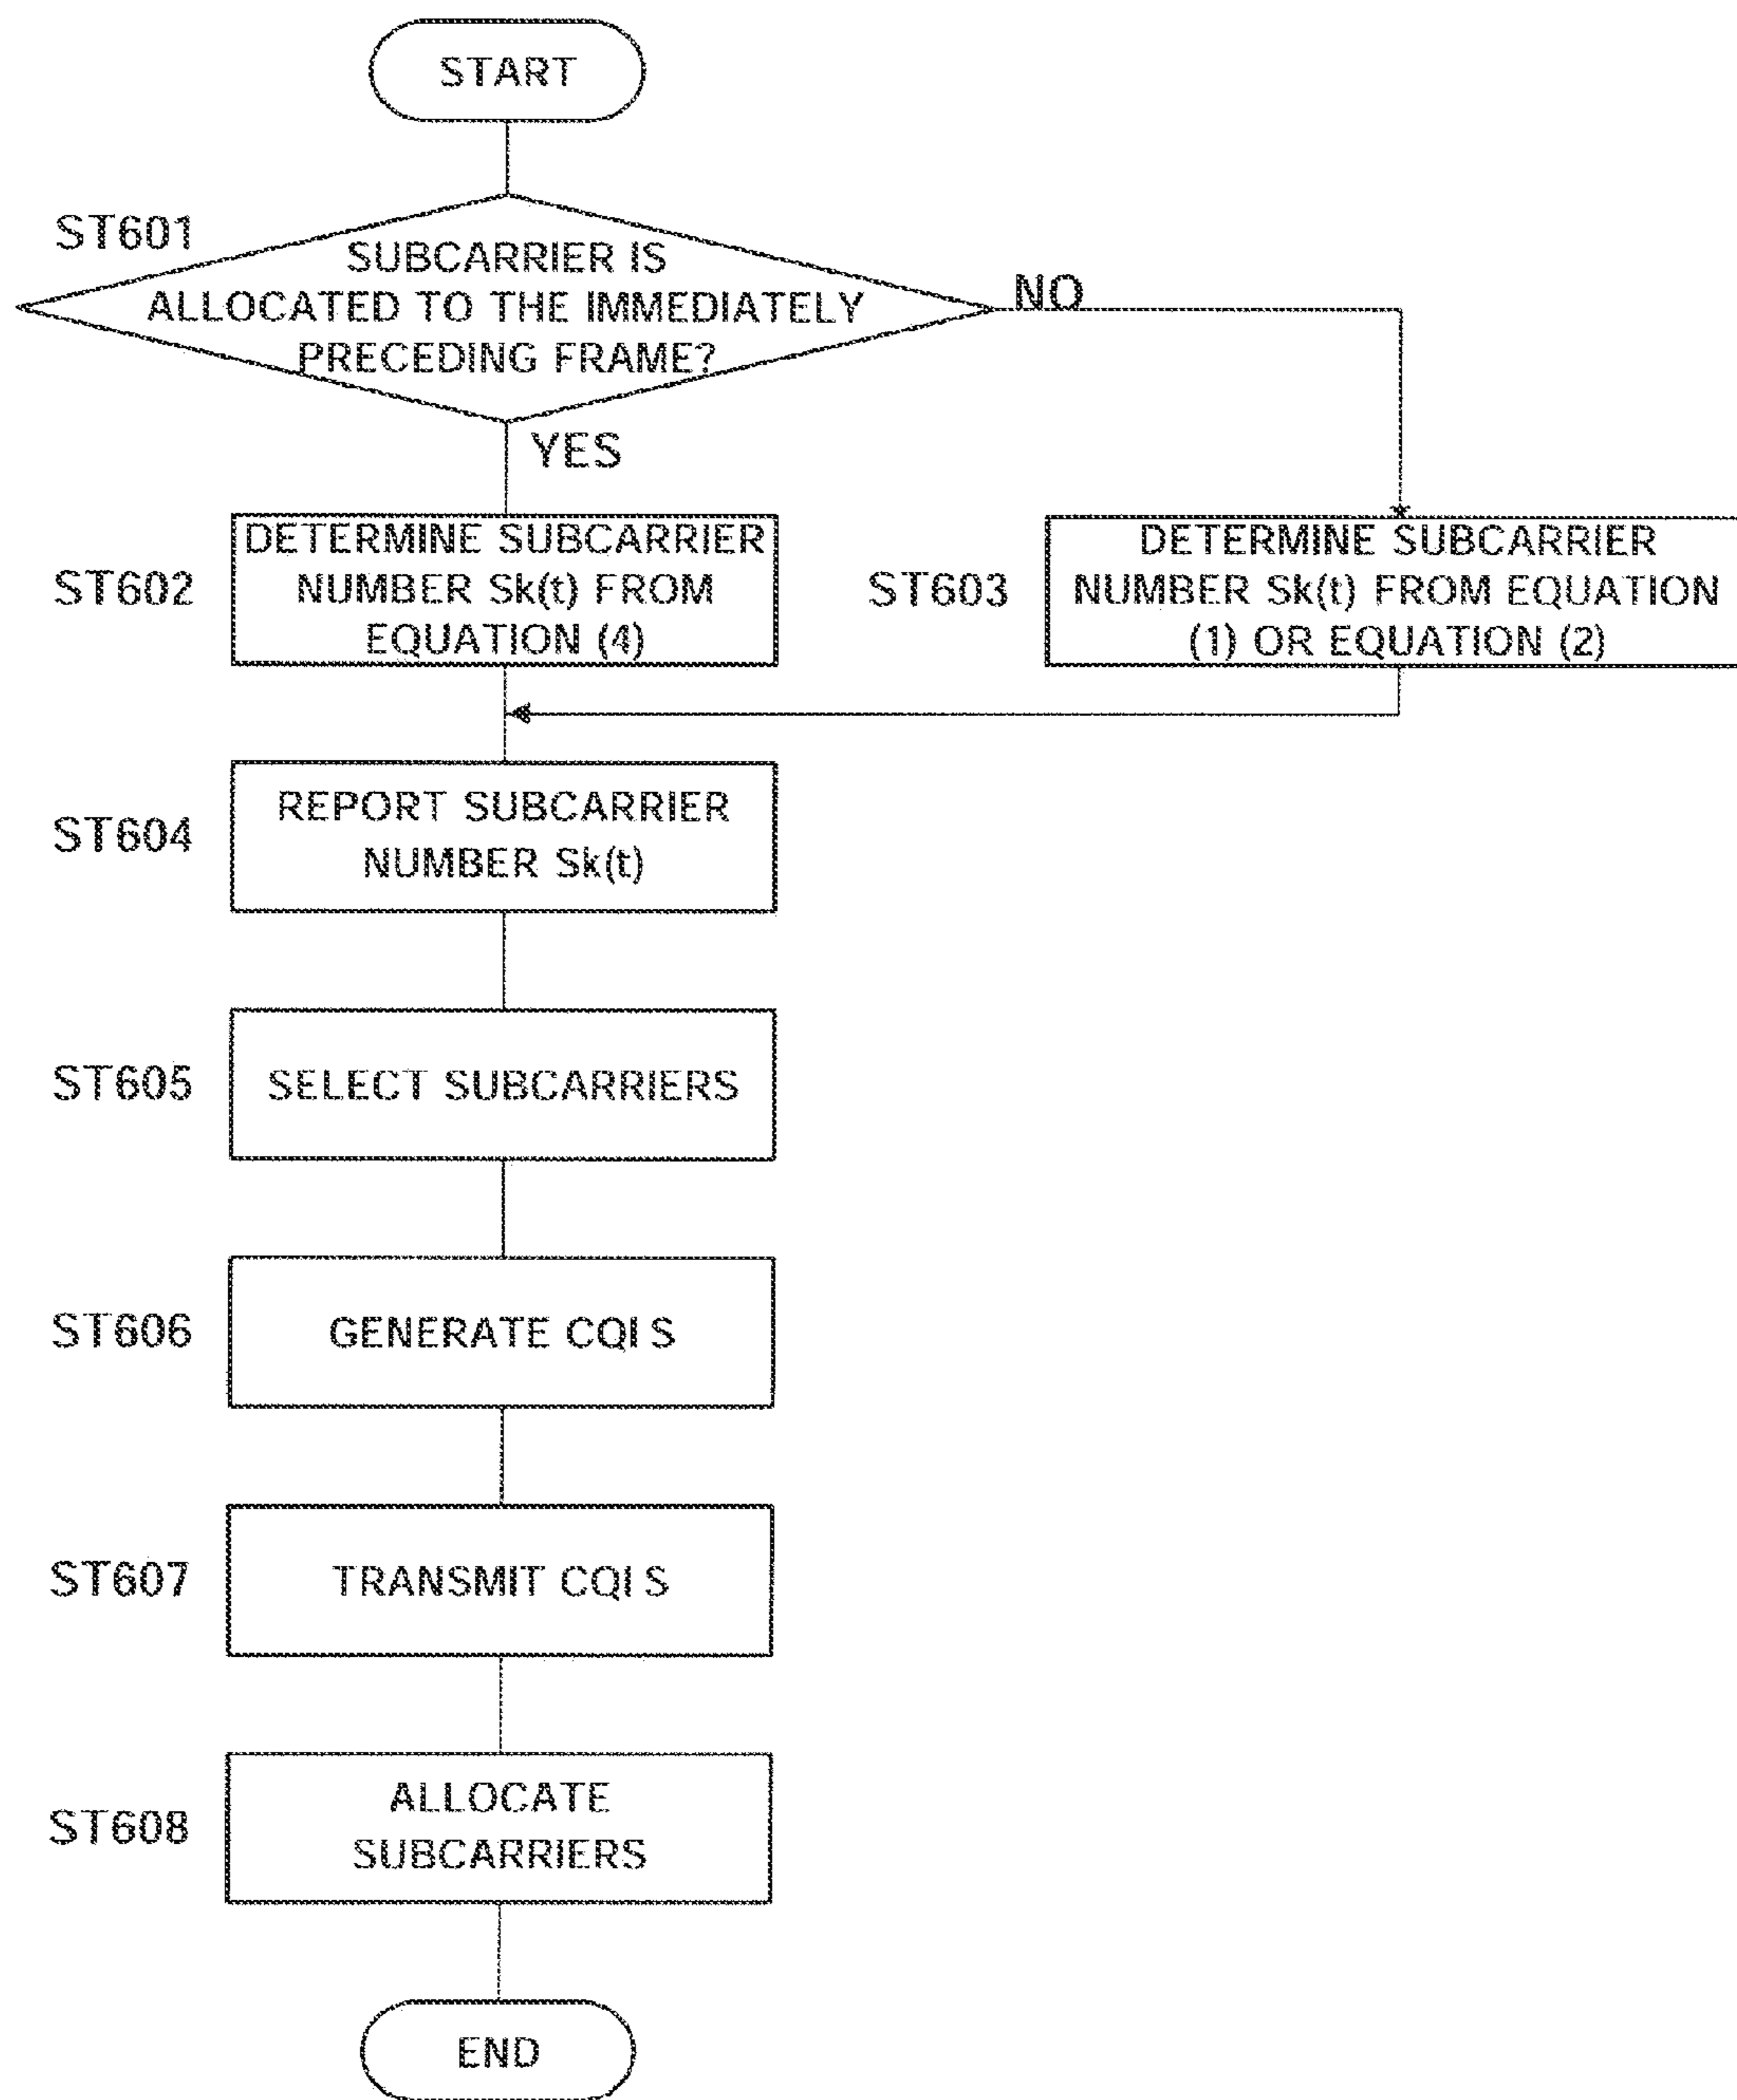 START
ST601
SUBCARRIER IS
ALLOCATED TO THE IMMEDIATELY
PRECEDING FRAME?
NO
YES
ST602
DETERMINE SUBCARRIER
NUMBER Sk(t) FROM
EQUATION (4)
ST603
DETERMINE SUBCARRIER
NUMBER Sk(t) FROM EQUATION
(1) OR EQUATION (2)
ST604
REPORT SUBCARRIER
NUMBER Sk(t)
ST605
SELECT SUBCARRIERS
ST606
GENERATE CQI S
ST607
TRANSMIT CQI S
ST608
ALLOCATE
SUBCARRIERS
END